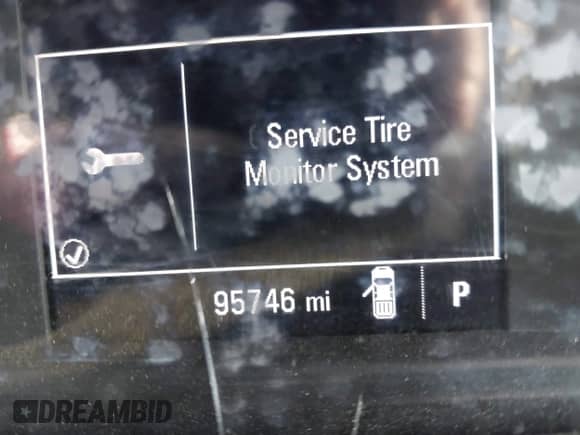 Service Tire
Monitor System
95746 mi
P
DREAMBID